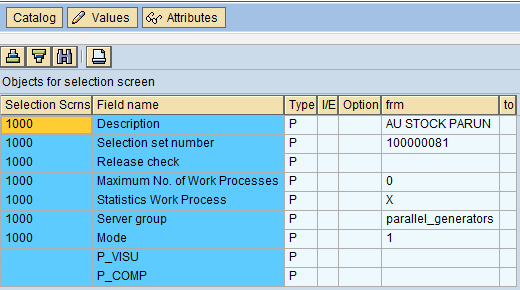 Catalog Values Attributes
Objects for selection screen
Selection Scrns Field name Type I/E Option frm to
1000 Description P AU STOCK PARUN
1000 Selection set number P 100000081
1000 Release check P
1000 Maximum No. of Work Processes P 0
1000 Statistics Work Process P X
1000 Server group P parallel_generators
1000 Mode P 1
P_VISU P
P_COMP P